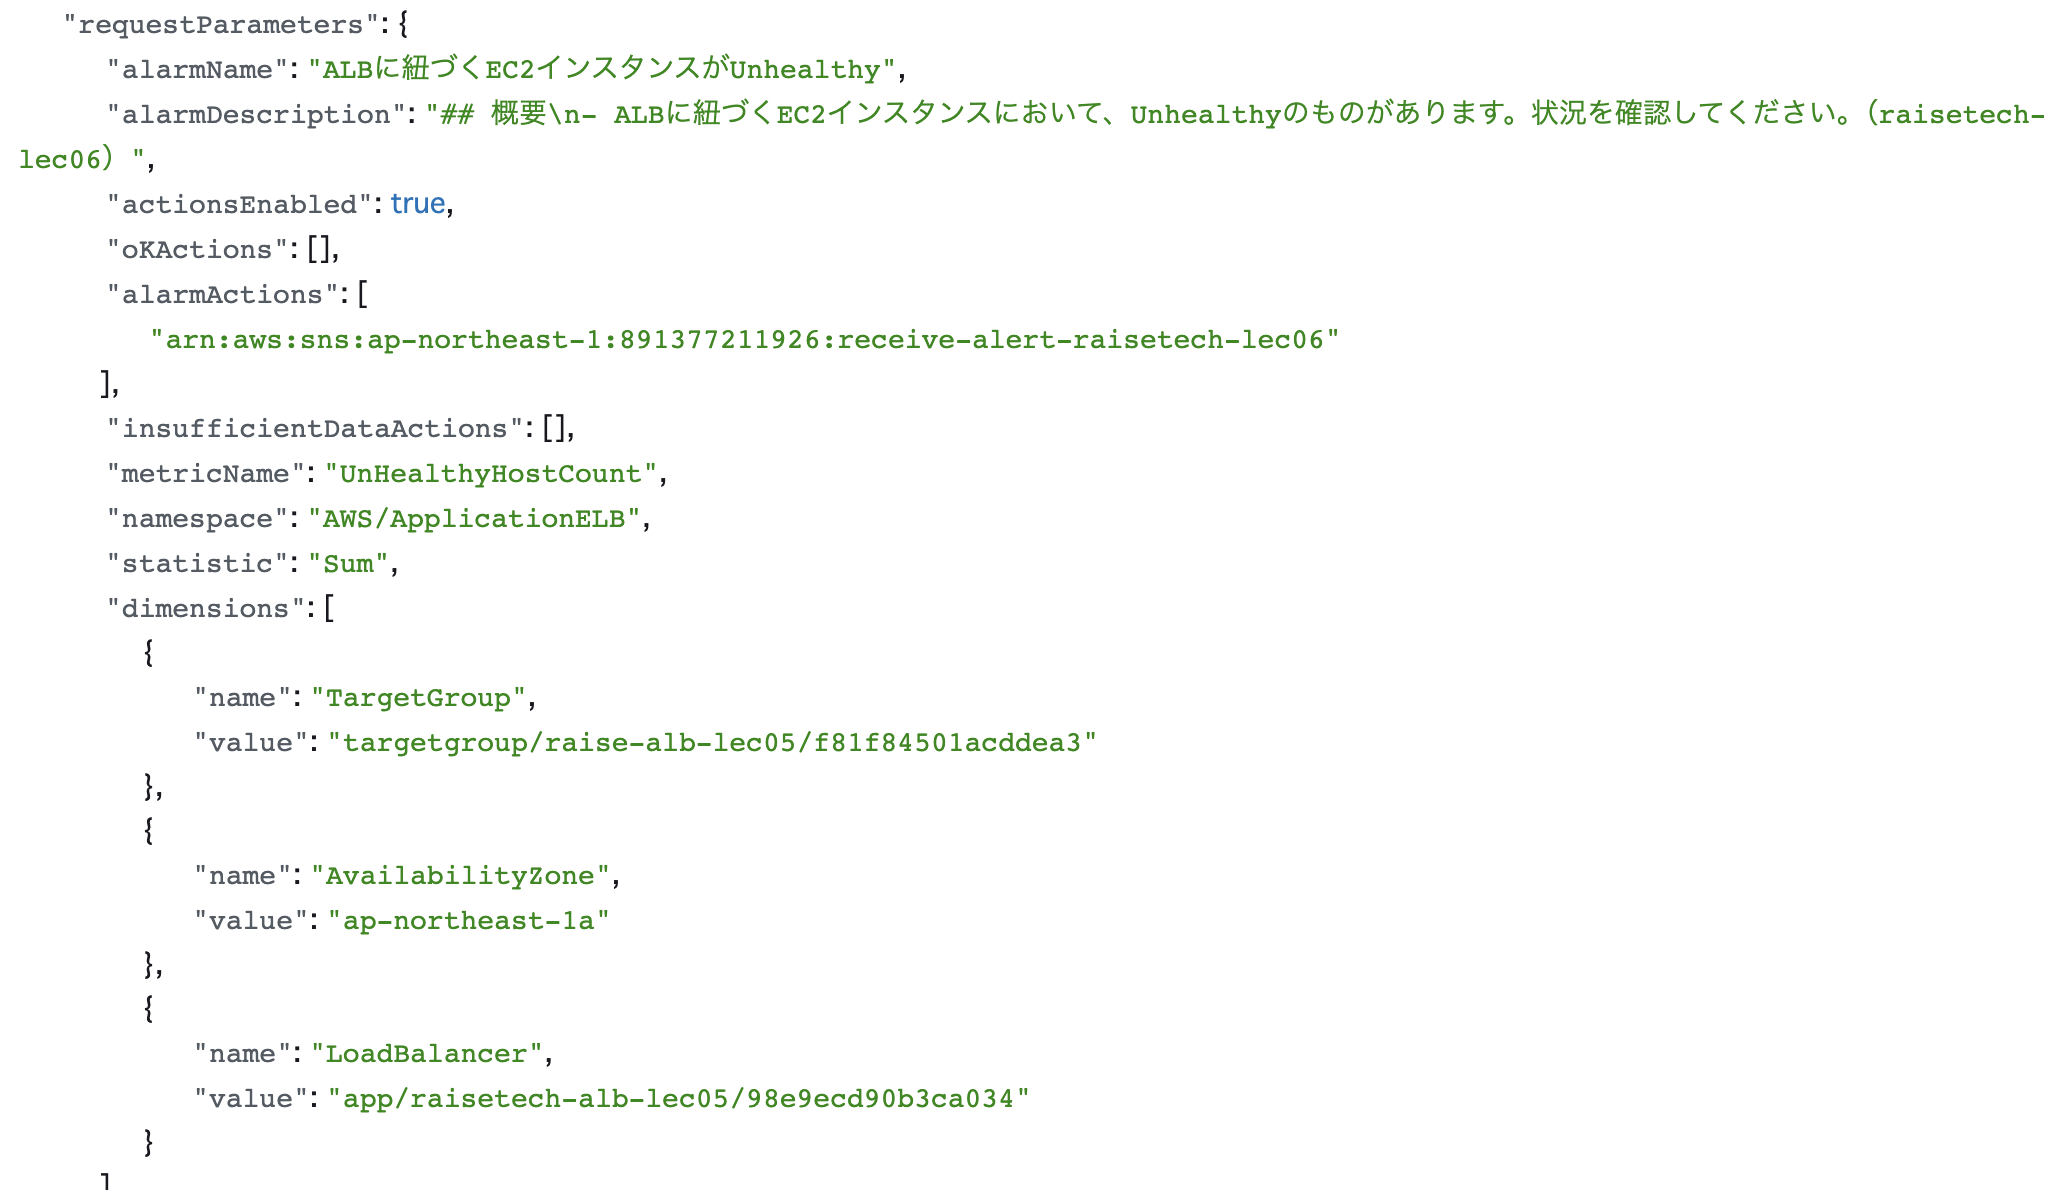 "requestParameters": {
"alarmName": "ALBに紐づくEC2インスタンスがUnhealthy",
"alarmDescription": "## 概要\n- ALBに紐づくEC2インスタンスにおいて、Unhealthyのものがあります。状況を確認してください。（raisetech-
lec06）",
"actionsEnabled": true,
"oKActions": [],
"alarmActions": [
"arn:aws:sns:ap-northeast-1:891377211926:receive-alert-raisetech-lec06"
],
"insufficientDataActions": [],
"metricName": "UnHealthyHostCount",
"namespace": "AWS/ApplicationELB",
"statistic": "Sum",
"dimensions": [
{
"name": "TargetGroup",
"value": "targetgroup/raise-alb-lec05/f81f84501acddea3"
},
{
"name": "AvailabilityZone",
"value": "ap-northeast-1a"
},
{
"name": "LoadBalancer",
"value": "app/raisetech-alb-lec05/98e9ecd90b3ca034"
}
]